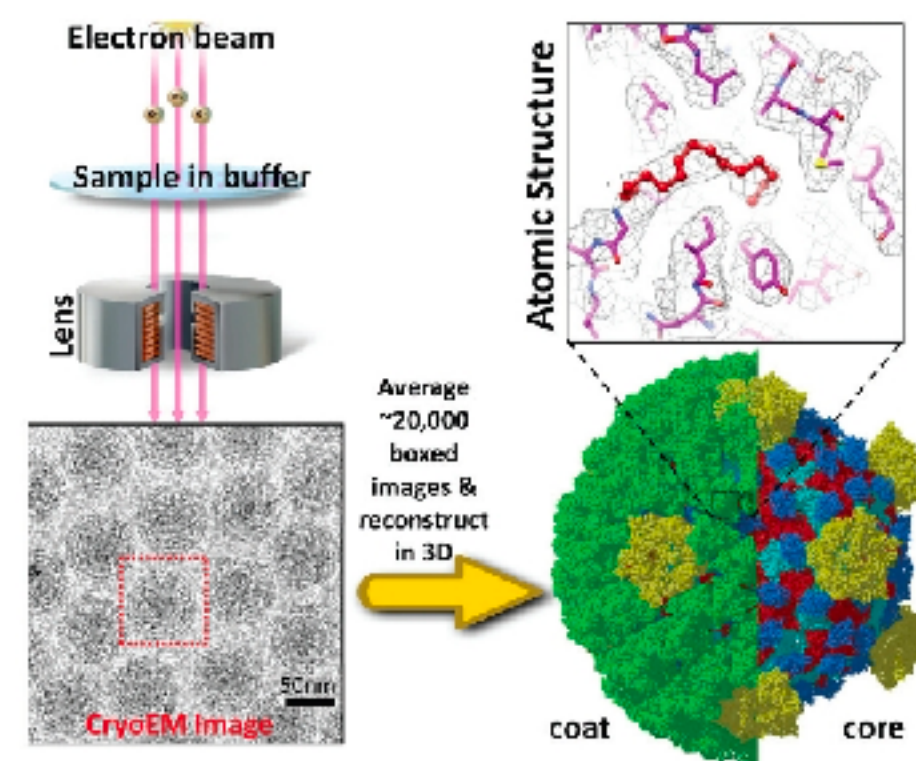 Electron beam
Sample in buffer
Lens
Average
~20,000
boxed
images &
reconstruct
in 3D
50nm
CryoEM Image
Atomic Structure
coat
core